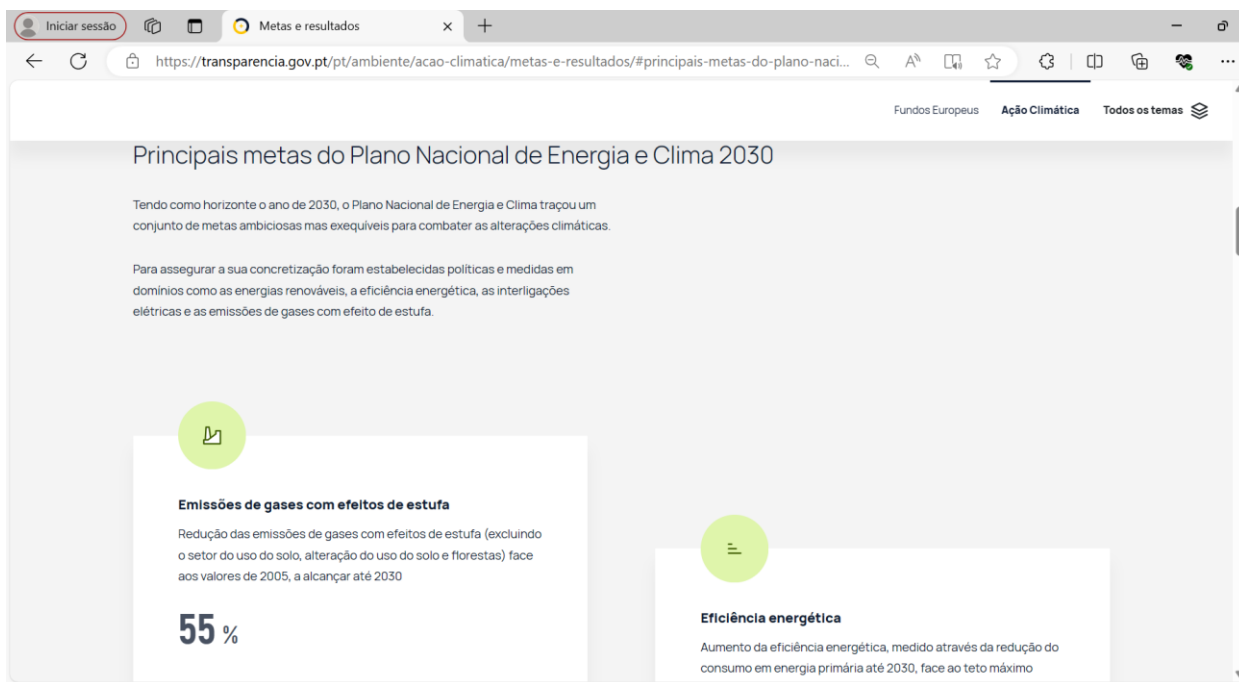 Iniciar sessão
Metas e resultados
https://transparencia.gov.pt/pt/ambiente/acao-climatica/metas-e-resultados/#principais-metas-do-plano-naci...
Fundos Europeus Ação Climática Todos os temas
Principais metas do Plano Nacional de Energia e Clima 2030
Tendo como horizonte o ano de 2030, o Plano Nacional de Energia e Clima traçou um
conjunto de metas ambiciosas mas exequíveis para combater as alterações climáticas.
Para assegurar a sua concretização foram estabelecidas políticas e medidas em
domínios como as energias renováveis, a eficiência energética, as interligações
elétricas e as emissões de gases com efeito de estufa.
Emissões de gases com efeitos de estufa
Redução das emissões de gases com efeitos de estufa (excluindo
o setor do uso do solo, alteração do uso do solo e florestas) face
aos valores de 2005, a alcançar até 2030
55 %
Eficiência energética
Aumento da eficiência energética, medido através da redução do
consumo em energia primária até 2030, face ao teto máximo